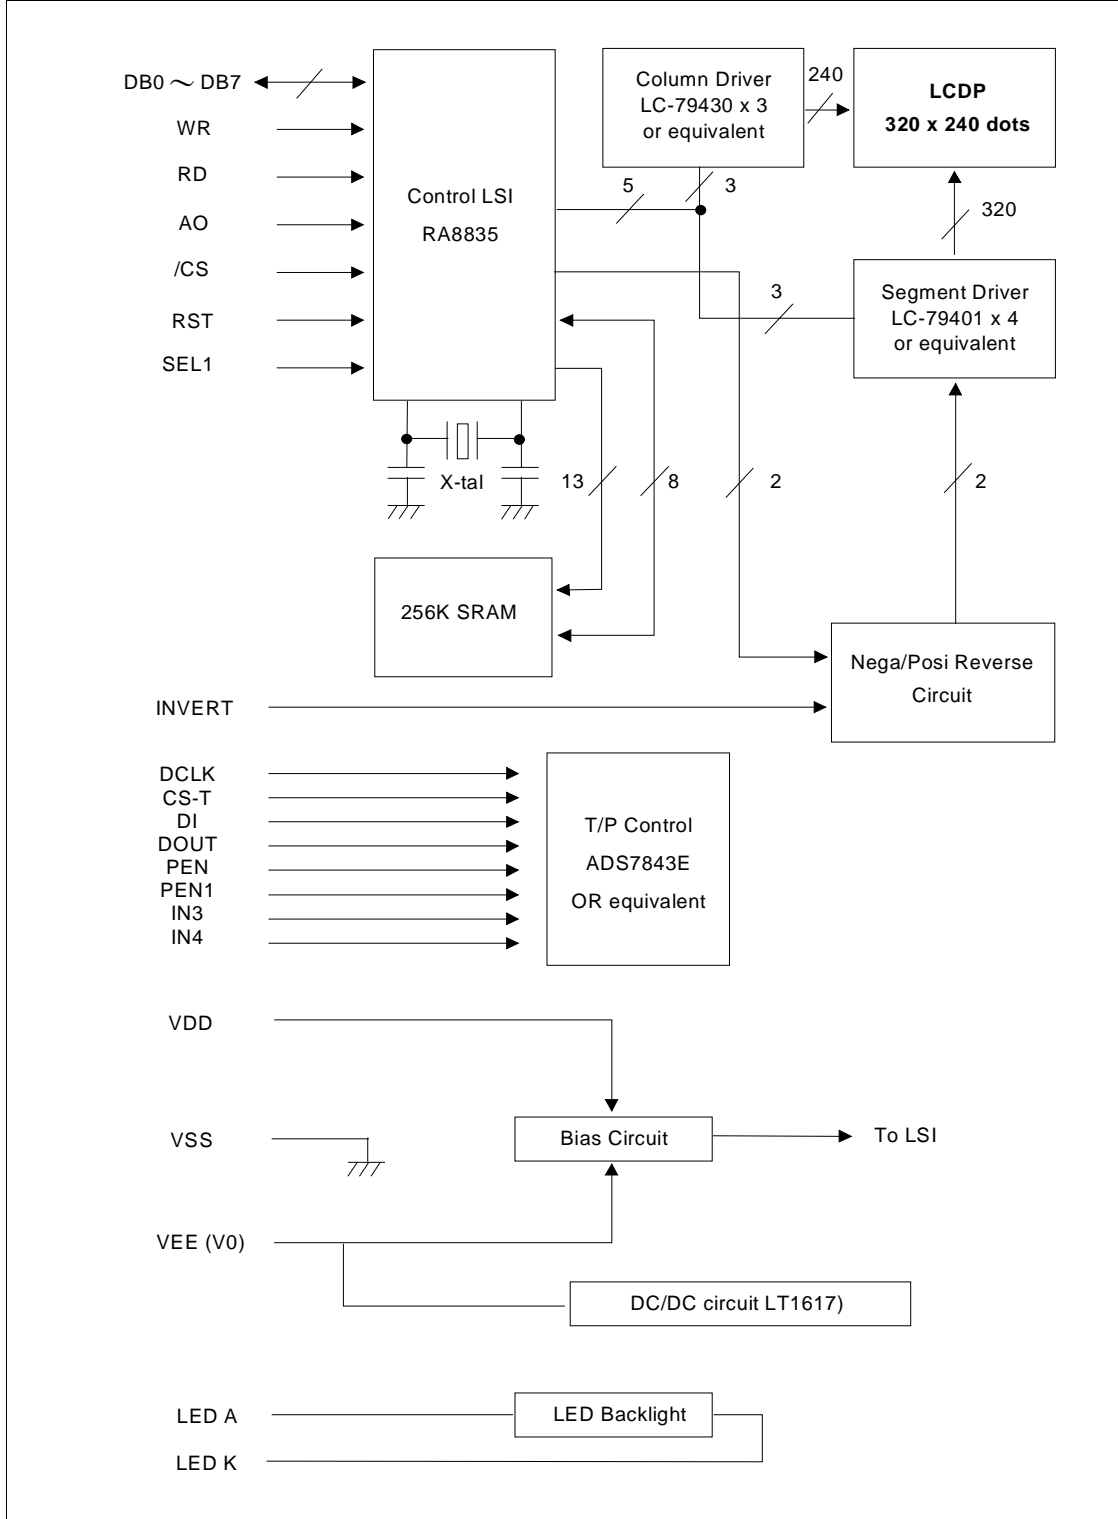 DB0 ～ DB7
WR
RD
AO
/CS
RST
SEL1
Control LSI
RA8835
Column Driver
LC-79430 x 3
or equivalent
240
LCDP
320 x 240 dots
5
3
320
3
Segment Driver
LC-79401 x 4
or equivalent
X-tal
13
8
2
2
256K SRAM
Nega/Posi Reverse
Circuit
INVERT
DCLK
CS-T
DI
DOUT
PEN
PEN1
IN3
IN4
T/P Control
ADS7843E
OR equivalent
VDD
VSS
Bias Circuit
To LSI
VEE (V0)
DC/DC circuit LT1617)
LED A
LED Backlight
LED K